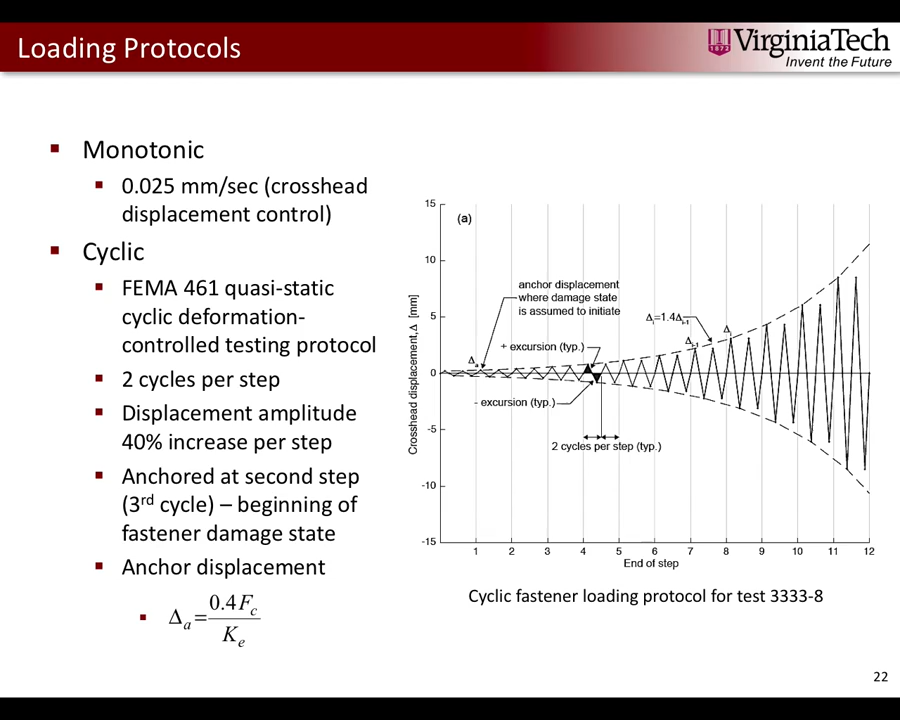 Loading Protocols
1872
VirginiaTech
Invent the Future
▪ Monotonic
▪ 0.025 mm/sec (crosshead
displacement control)
▪ Cyclic
▪ FEMA 461 quasi-static
cyclic deformation-
controlled testing protocol
▪ 2 cycles per step
▪ Displacement amplitude
40% increase per step
▪ Anchored at second step
(3rd cycle) – beginning of
fastener damage state
▪ Anchor displacement
▪ Δa = 0.4Fc / Ke
(a)
15
10
5
0
-5
-10
-15
Crosshead displacement, Δ [mm]
anchor displacement
where damage state
is assumed to initiate
Δi=1.4Δi-1
Δi
Δi-1
+ excursion (typ.)
Δa
- excursion (typ.)
2 cycles per step (typ.)
1 2 3 4 5 6 7 8 9 10 11 12
End of step
Cyclic fastener loading protocol for test 3333-8
22